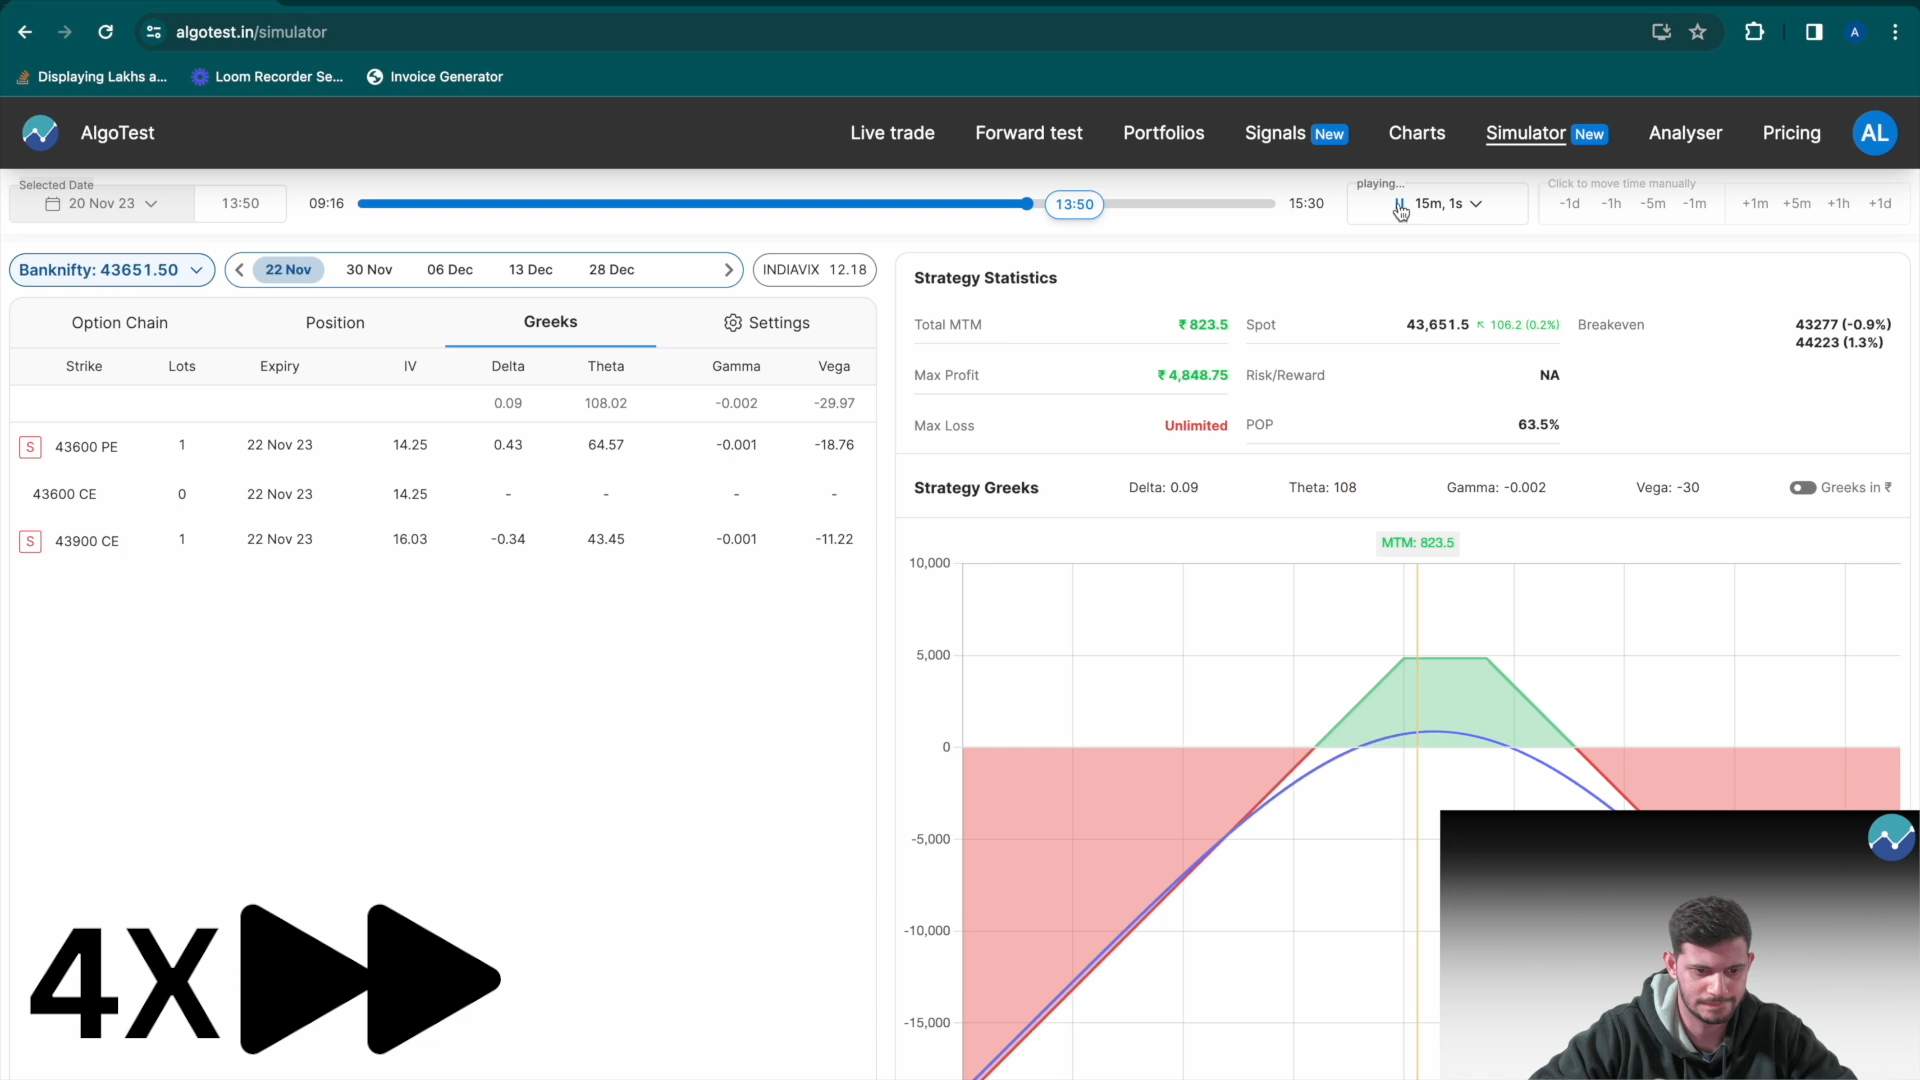 algotest.in/simulator
A
Displaying Lakhs a...
Loom Recorder Se...
Invoice Generator
AlgoTest
Live trade
Forward test
Portfolios
Signals New
Charts
Simulator New
Analyser
Pricing
AL
Selected Date
20 Nov 23
13:50
09:16
13:50
15:30
playing...
15m, 1s
Click to move time manually
-1d -1h -5m -1m +1m +5m +1h +1d
Banknifty: 43651.50
22 Nov 30 Nov 06 Dec 13 Dec 28 Dec
INDIAVIX 12.18
Option Chain Position Greeks Settings
Strike Lots Expiry IV Delta Theta Gamma Vega
0.09 108.02 -0.002 -29.97
S 43600 PE 1 22 Nov 23 14.25 0.43 64.57 -0.001 -18.76
43600 CE 0 22 Nov 23 14.25 - - - -
S 43900 CE 1 22 Nov 23 16.03 -0.34 43.45 -0.001 -11.22
4X
Strategy Statistics
Total MTM ₹ 823.5 Spot 43,651.5 106.2 (0.2%) Breakeven 43277 (-0.9%)
44223 (1.3%)
Max Profit ₹ 4,848.75 Risk/Reward NA
Max Loss Unlimited POP 63.5%
Strategy Greeks Delta: 0.09 Theta: 108 Gamma: -0.002 Vega: -30 Greeks in ₹
MTM: 823.5
10,000
5,000
0
-5,000
-10,000
-15,000